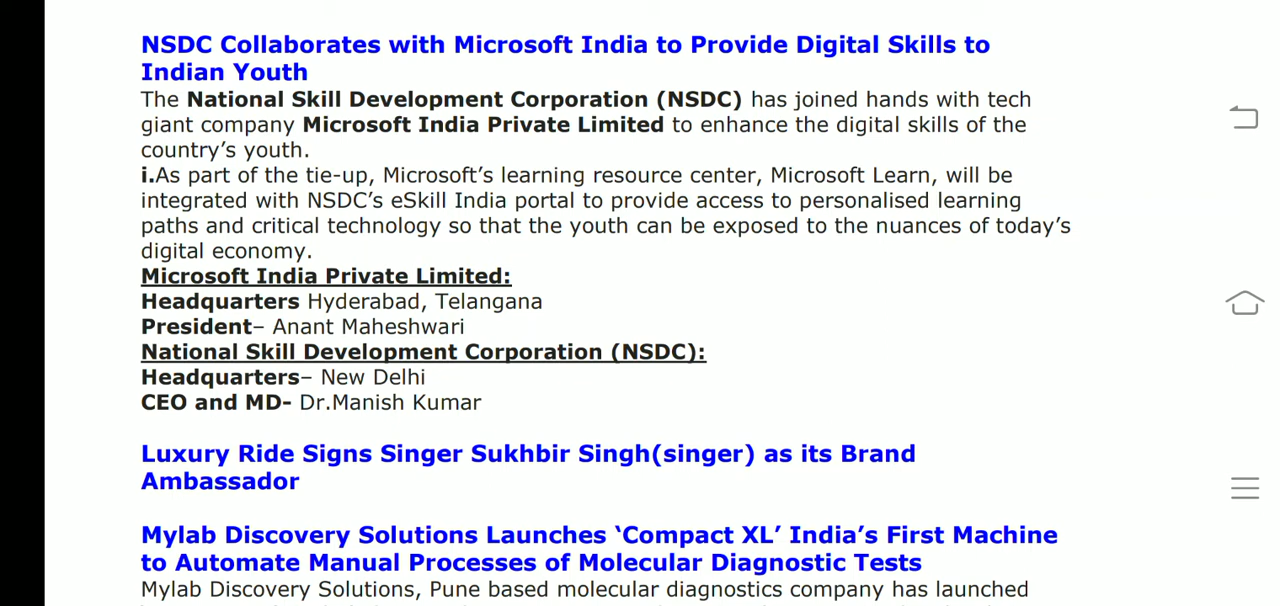 NSDC Collaborates with Microsoft India to Provide Digital Skills to
Indian Youth
The National Skill Development Corporation (NSDC) has joined hands with tech
giant company Microsoft India Private Limited to enhance the digital skills of the
country’s youth.
i.As part of the tie-up, Microsoft’s learning resource center, Microsoft Learn, will be
integrated with NSDC’s eSkill India portal to provide access to personalised learning
paths and critical technology so that the youth can be exposed to the nuances of today’s
digital economy.
Microsoft India Private Limited:
Headquarters Hyderabad, Telangana
President– Anant Maheshwari
National Skill Development Corporation (NSDC):
Headquarters– New Delhi
CEO and MD- Dr.Manish Kumar
Luxury Ride Signs Singer Sukhbir Singh(singer) as its Brand
Ambassador
Mylab Discovery Solutions Launches ‘Compact XL’ India’s First Machine
to Automate Manual Processes of Molecular Diagnostic Tests
Mylab Discovery Solutions, Pune based molecular diagnostics company has launched